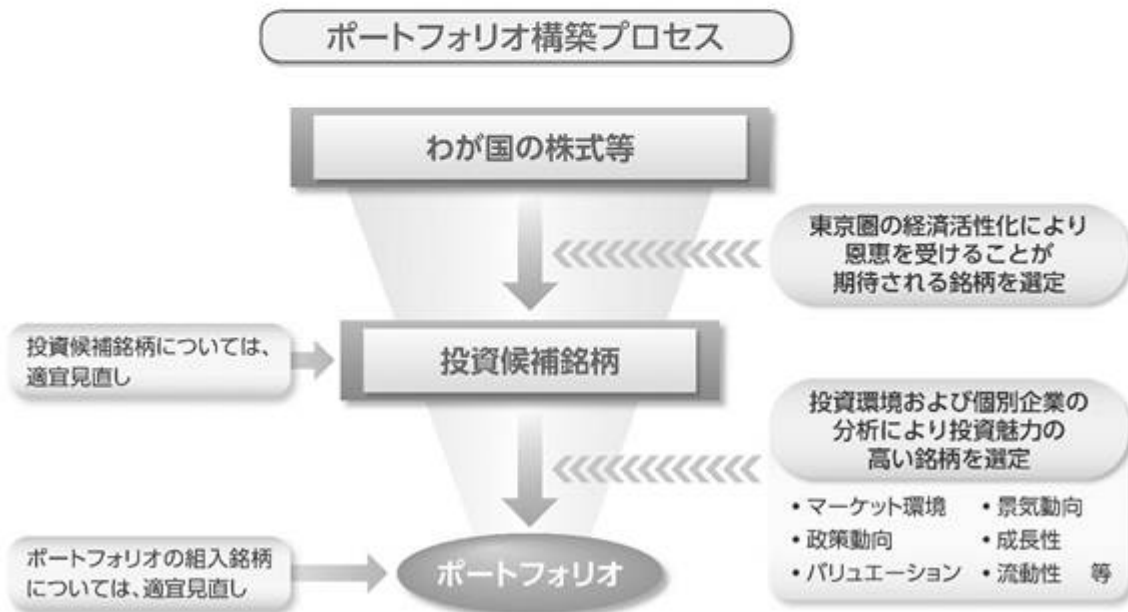 ポートフォリオ構築プロセス
わが国の株式等
東京圏の経済活性化により
恩恵を受けることが
期待される銘柄を選定
投資候補銘柄については、
適宜見直し
投資候補銘柄
投資環境および個別企業の
分析により投資魅力の
高い銘柄を選定
・マーケット環境 ・景気動向
・政策動向 ・成長性
・バリュエーション ・流動性 等
ポートフォリオの組入銘柄
については、適宜見直し
ポートフォリオ